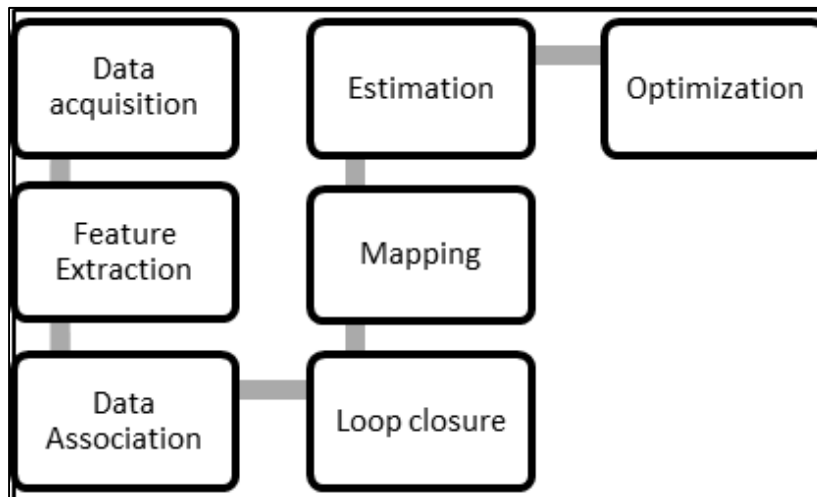 Data
acquisition
Feature
Extraction
Data
Association
Loop closure
Mapping
Estimation
Optimization